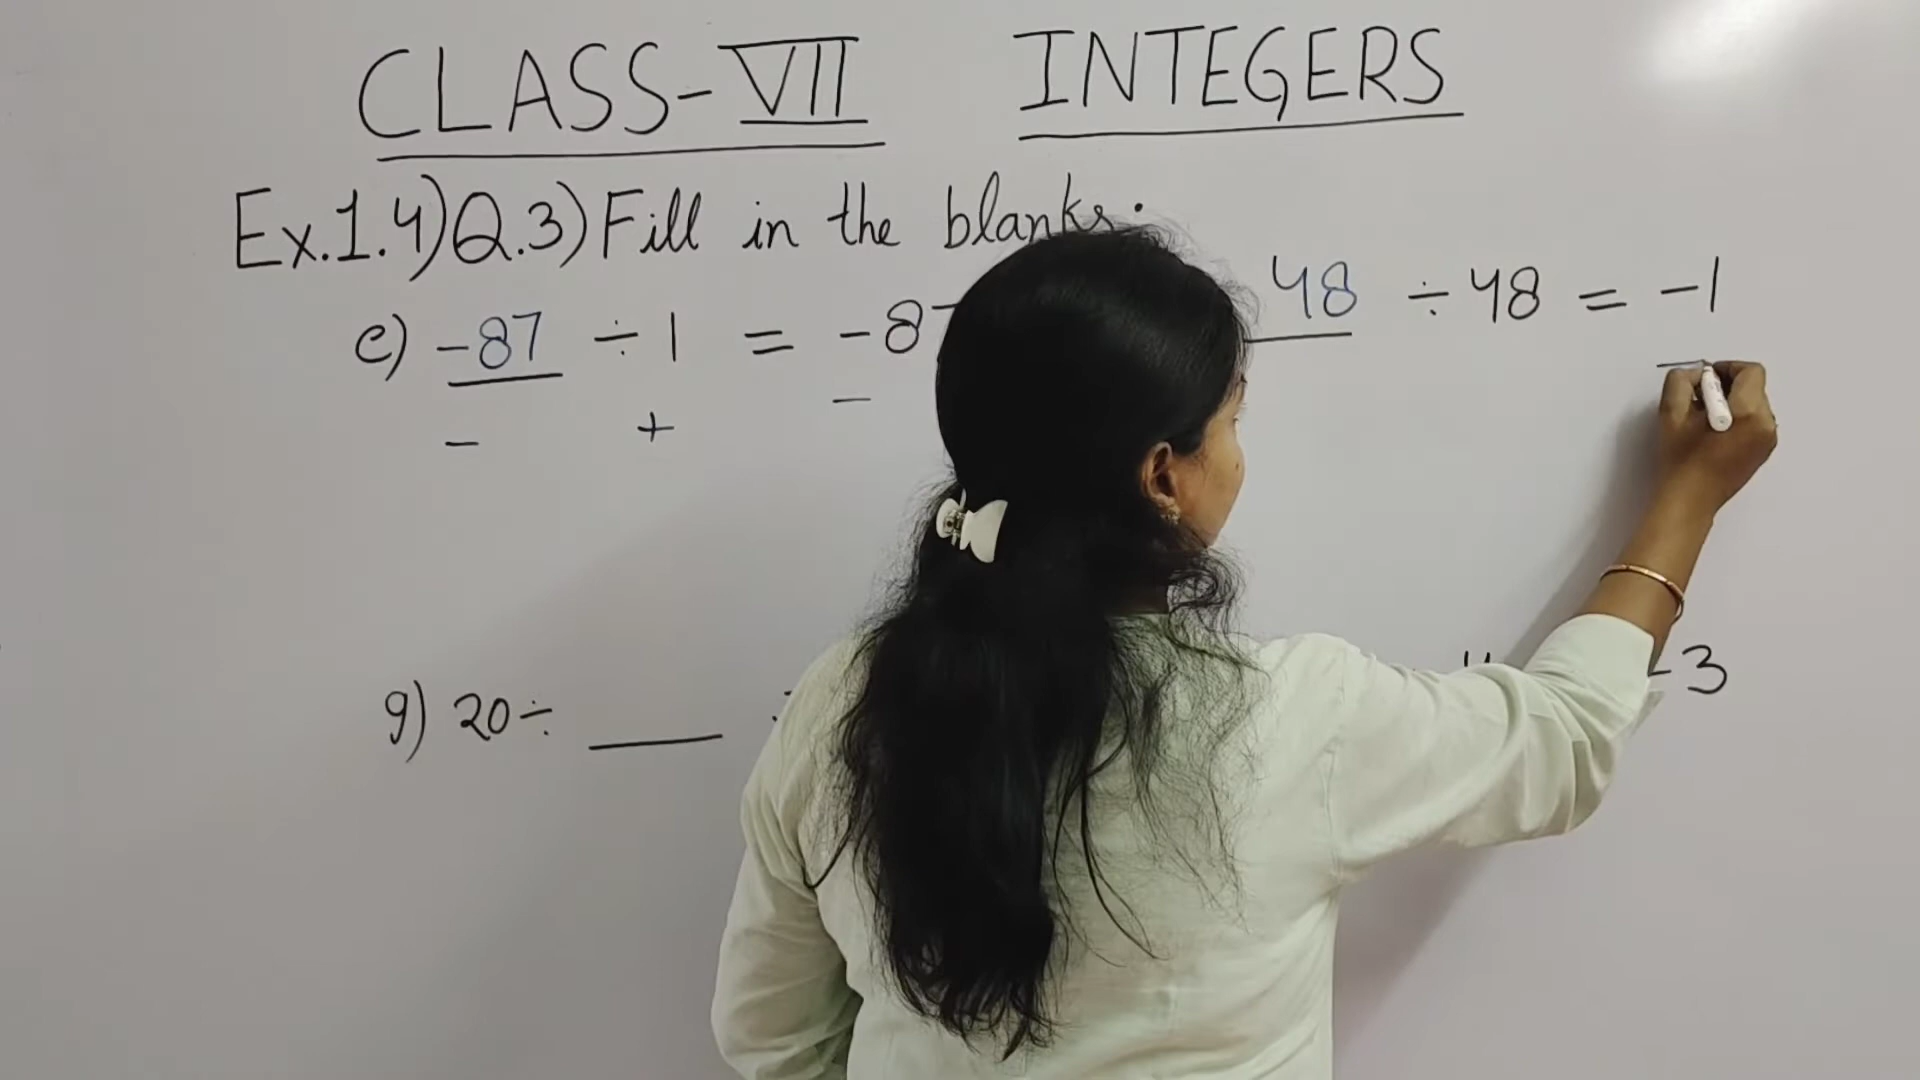 CLASS-VII INTEGERS
Ex.1.4)Q.3) Fill in the blanks.
e) -87 ÷ 1 = -87 48 ÷ 48 = -1
- + -
g) 20 ÷ ___ -3